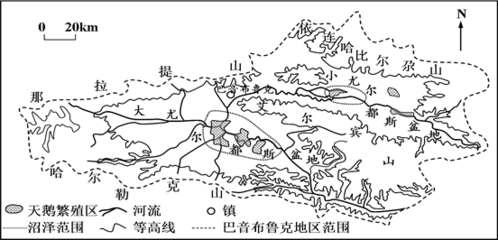 0 20km
N
那拉提山
依连哈比尔尕山
巴音布鲁克
小尤尔都斯盆地
大尤尔都斯盆地
艾尔宾山
哈尔勒克山
天鹅繁殖区 河流 镇
沼泽范围 等高线 巴音布鲁克地区范围